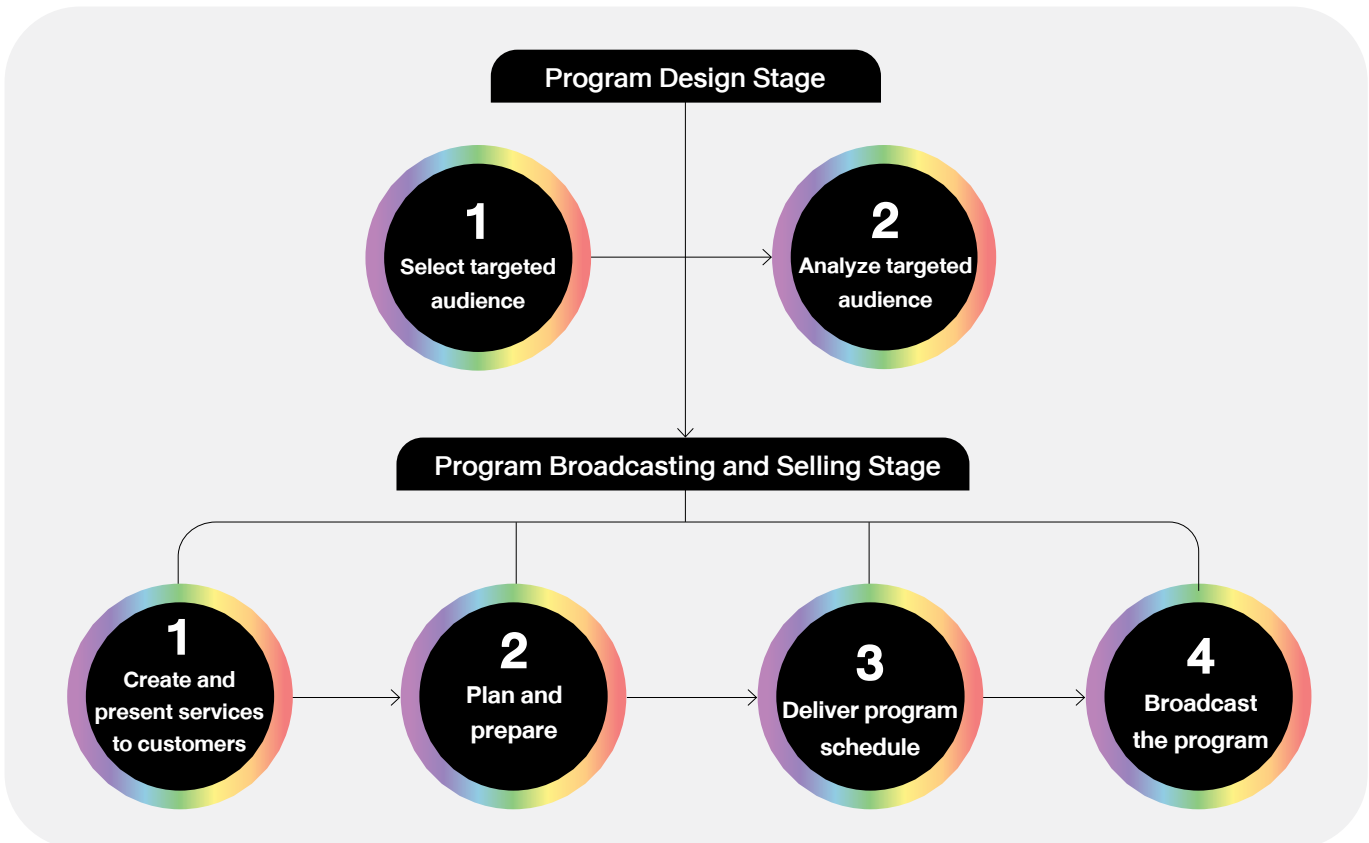 Program Design Stage
1
Select targeted
audience
2
Analyze targeted
audience
Program Broadcasting and Selling Stage
1
Create and
present services
to customers
2
Plan and
prepare
3
Deliver program
schedule
4
Broadcast
the program